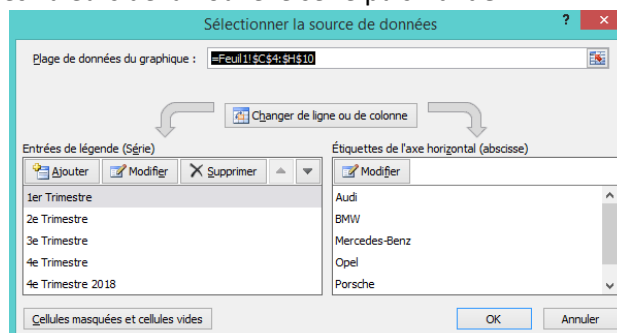 Sélectionner la source de données
? X
Plage de données du graphique : =Feuil1!$C$4:$H$10
Changer de ligne ou de colonne
Entrées de légende (Série)
Ajouter Modifier Supprimer
1er Trimestre
2e Trimestre
3e Trimestre
4e Trimestre
4e Trimestre 2018
Étiquettes de l'axe horizontal (abscisse)
Modifier
Audi
BMW
Mercedes-Benz
Opel
Porsche
Cellules masquées et cellules vides
OK Annuler